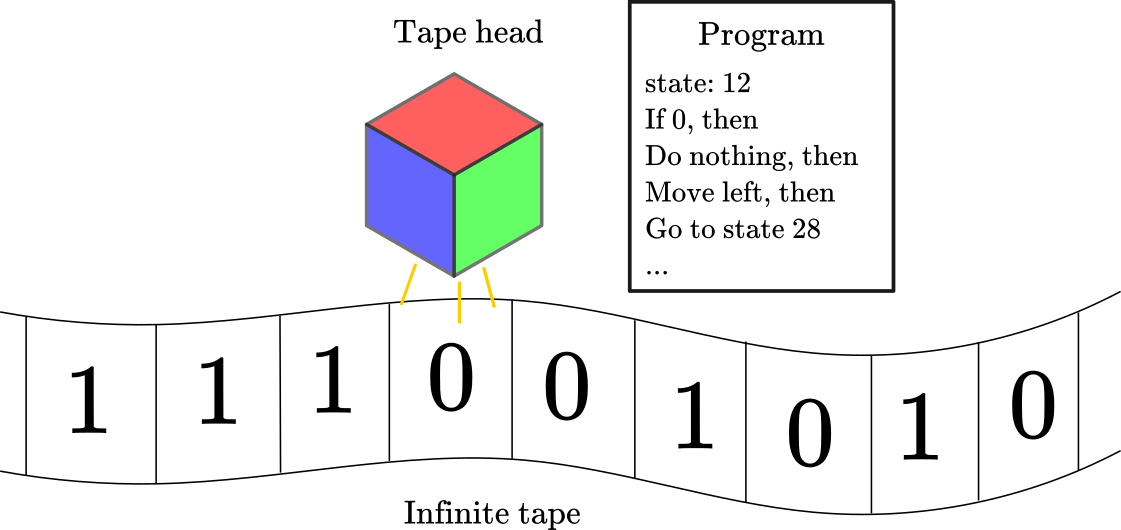 Tape head
Program
state: 12
If 0, then
Do nothing, then
Move left, then
Go to state 28
...
1 1 1 0 0 1 0 1 0
Infinite tape